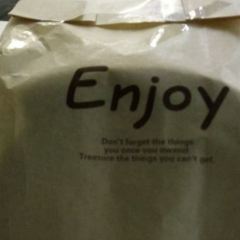 Enjoy
Don't forget the things
you once you owned.
Treasure the things you can't get.